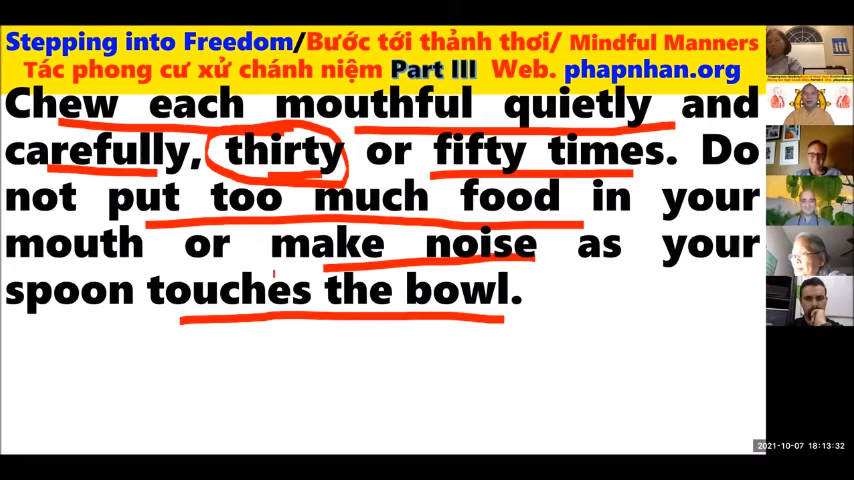 Stepping into Freedom/Bước tới thảnh thơi/ Mindful Manners
Tác phong cư xử chánh niệm Part III Web. phapnhan.org
Chew each mouthful quietly and
carefully, thirty or fifty times. Do
not put too much food in your
mouth or make noise as your
spoon touches the bowl.
2021-10-07 18:13:32